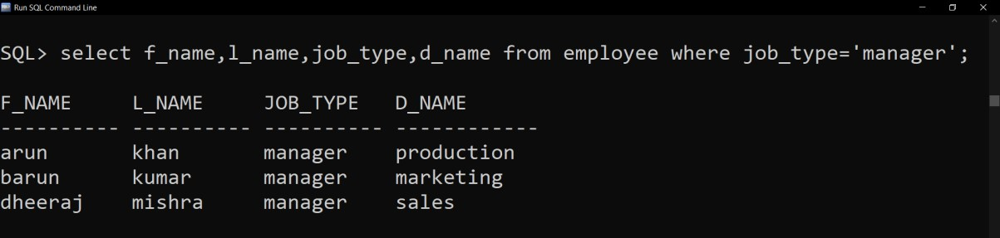 Run SQL Command Line
SQL> select f_name,l_name,job_type,d_name from employee where job_type='manager';
F_NAME     L_NAME     JOB_TYPE   D_NAME
---------- ---------- ---------- ------------
arun       khan       manager    production
barun      kumar      manager    marketing
dheeraj    mishra     manager    sales